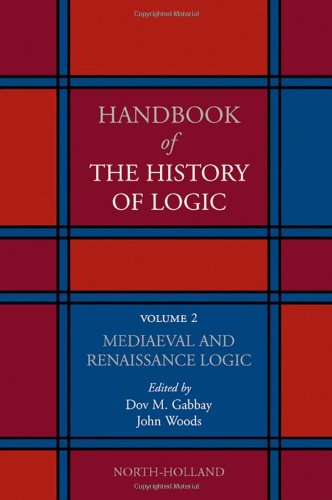 HANDBOOK
of
THE HISTORY
OF LOGIC
VOLUME 2
MEDIAEVAL AND
RENAISSANCE LOGIC
Edited by
Dov M. Gabbay
John Woods
NORTH-HOLLAND